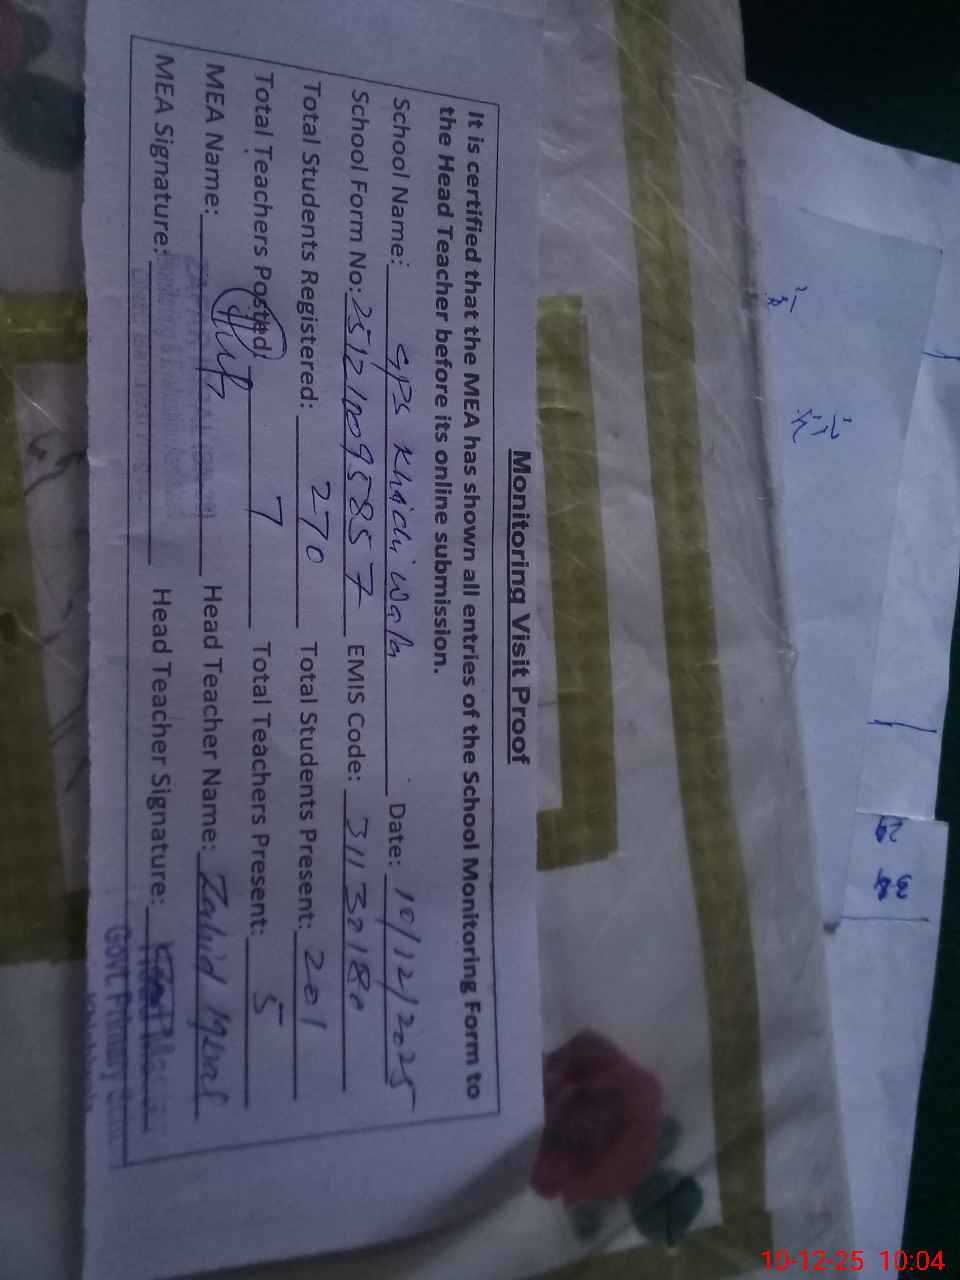 Monitoring Visit Proof
It is certified that the MEA has shown all entries of the School Monitoring Form to
the Head Teacher before its online submission.
School Name: GPS Khichi Wala Date: 10/12/2025
School Form No: 25121009585 7 EMIS Code: 31130180
Total Students Registered: 270 Total Students Present: 201
Total Teachers Posted: 7 Total Teachers Present: 5
MEA Name: Head Teacher Name: Zahid Iqbal
MEA Signature: Head Teacher Signature:
Govt. Primary
29
10-12-25 10:04